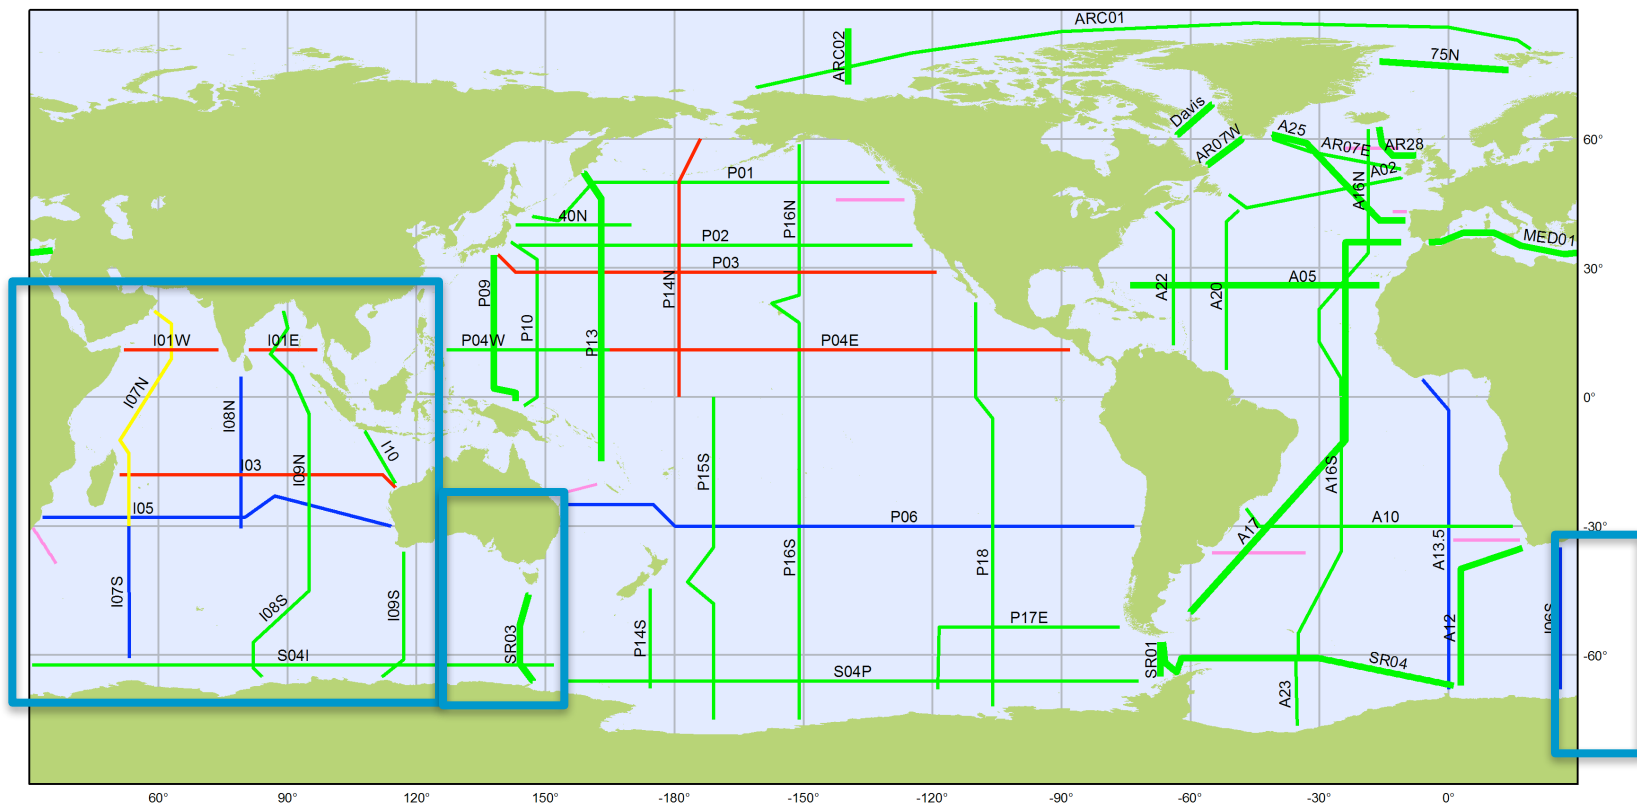 ARC01
ARC02
75N
Davis
AR07W
A25
AR07E
AR28
A02
60°
P01
A16N
40N
P16N
P02
MED01
P03
30°
P09
P14N
A22
A20
A05
P10
P13
I01W
I01E
P04W
P04E
I07N
0°
I08N
I10
I03
I09N
P15S
A16S
I05
P06
A17
A10
-30°
P16S
P18
A13.5
I07S
I08S
I09S
SR03
P14S
P17E
A12
I06S
S04I
S04P
SR01
SR04
-60°
A23
60° 90° 120° 150° -180° -150° -120° -90° -60° -30° 0°